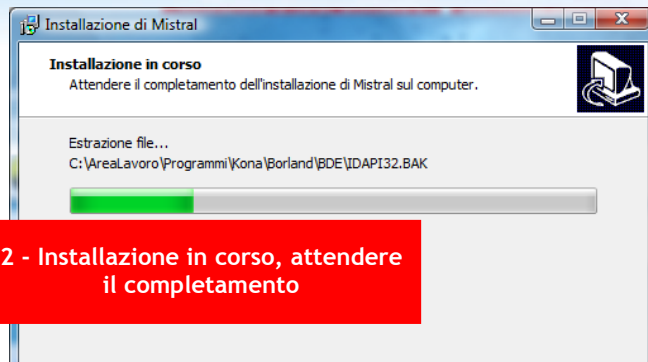 Installazione di Mistral
Installazione in corso
Attendere il completamento dell'installazione di Mistral sul computer.
Estrazione file...
C:\AreaLavoro\Programmi\Kona\Borland\BDE\IDAPI32.BAK
2 - Installazione in corso, attendere
il completamento